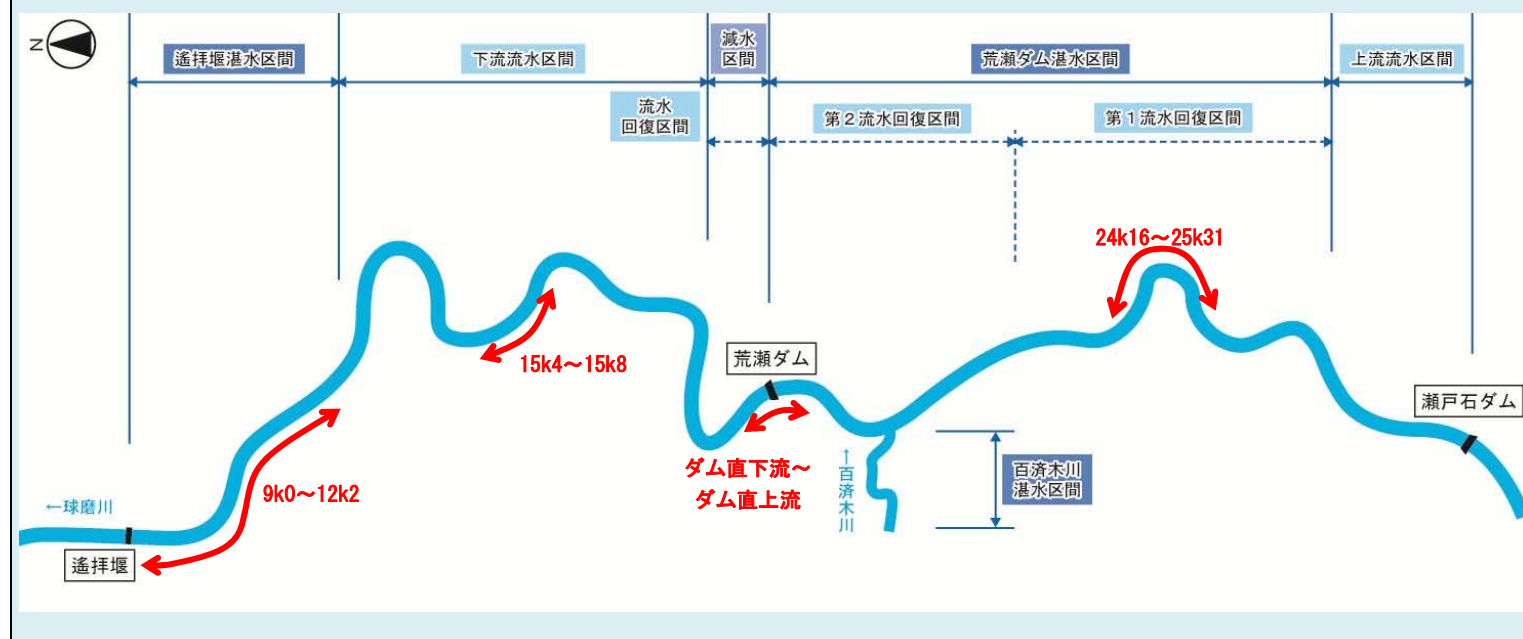 N
遙拝堰湛水区間
下流流水区間
減水
区間
荒瀬ダム湛水区間
上流流水区間
流水
回復区間
第2流水回復区間
第1流水回復区間
24k16～25k31
15k4～15k8
荒瀬ダム
瀬戸石ダム
ダム直下流～
ダム直上流
↑百済木川
百済木川
湛水区間
9k0～12k2
←球磨川
遙拝堰